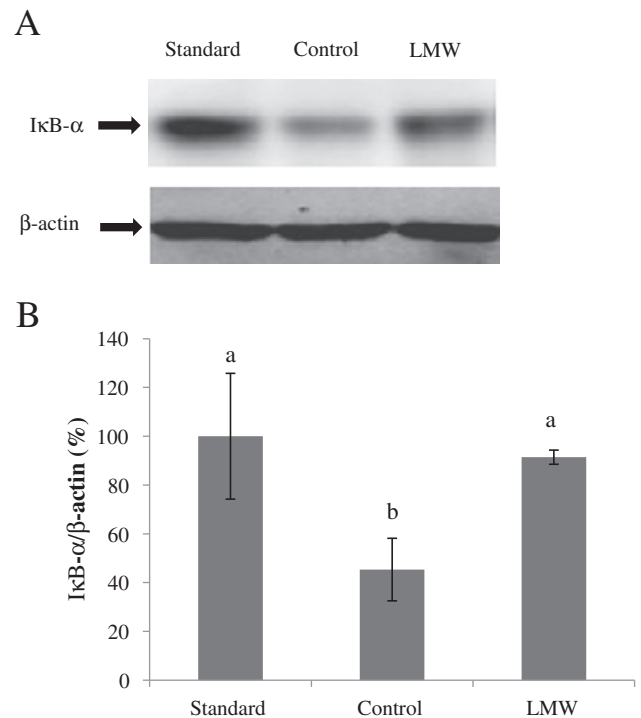 A
Standard Control LMW
IκB-α
β-actin
B
IκB-α/β-actin (%)
140
120
100
80
60
40
20
0
a
b
a
Standard Control LMW